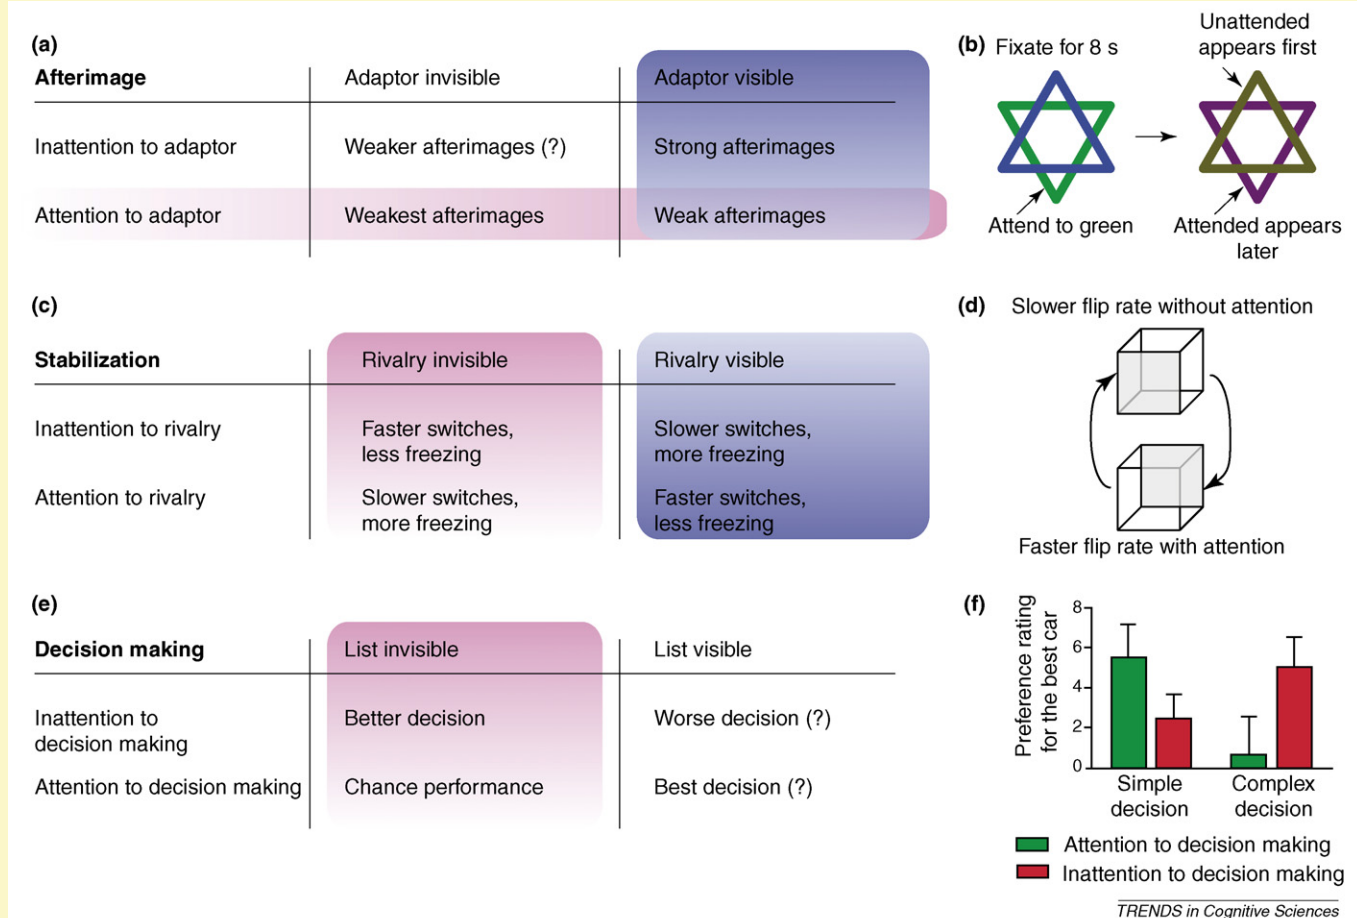 (a)
Afterimage Adaptor invisible Adaptor visible
Inattention to adaptor Weaker afterimages (?) Strong afterimages
Attention to adaptor Weakest afterimages Weak afterimages
(b) Fixate for 8 s
Unattended
appears first
Attend to green
Attended appears
later
(c)
Stabilization Rivalry invisible Rivalry visible
Inattention to rivalry Faster switches, Slower switches,
less freezing more freezing
Attention to rivalry Slower switches, Faster switches,
more freezing less freezing
(d)
Slower flip rate without attention
Faster flip rate with attention
(e)
Decision making List invisible List visible
Inattention to Better decision Worse decision (?)
decision making
Attention to decision making Chance performance Best decision (?)
(f)
Preference rating
for the best car
8
6
4
2
0
Simple Complex
decision decision
Attention to decision making
Inattention to decision making
TRENDS in Cognitive Sciences